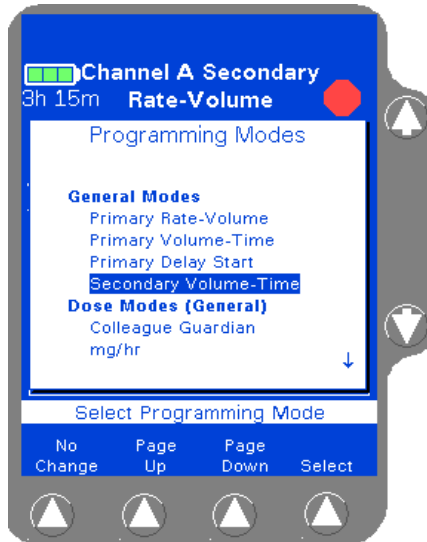 Channel A Secondary
3h 15m Rate-Volume
Programming Modes
General Modes
Primary Rate-Volume
Primary Volume-Time
Primary Delay Start
Secondary Volume-Time
Dose Modes (General)
Colleague Guardian
mg/hr
↓
Select Programming Mode
No Change
Page Up
Page Down
Select